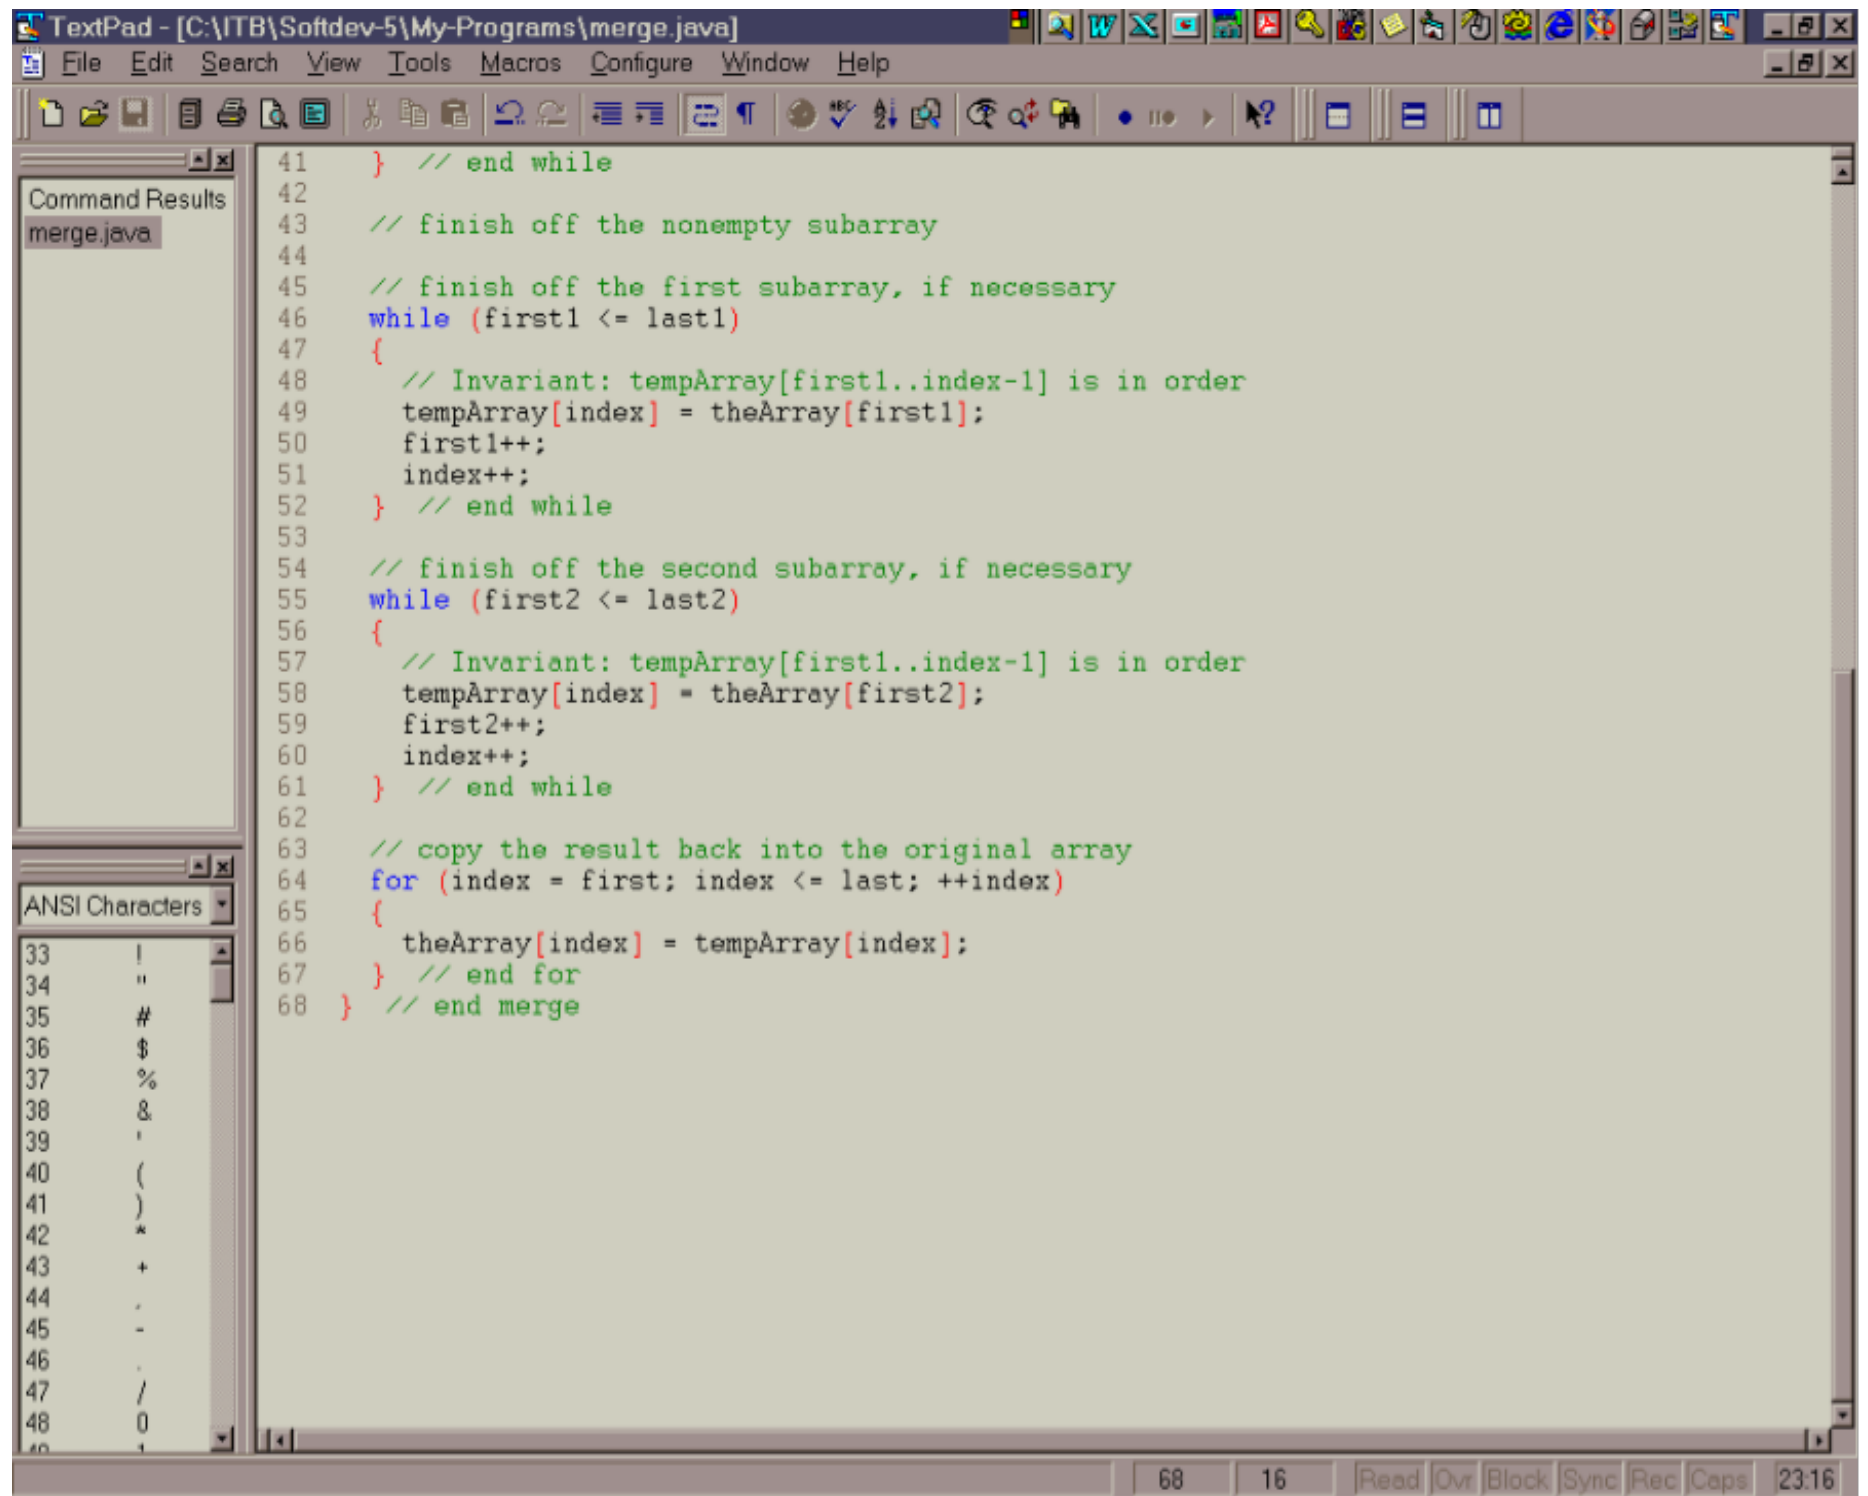 TextPad - [C:\ITB\Softdev-5\My-Programs\merge.java]
File Edit Search View Tools Macros Configure Window Help
Command Results
merge.java
41 } // end while
42
43 // finish off the nonempty subarray
44
45 // finish off the first subarray, if necessary
46 while (first1 <= last1)
47 {
48 // Invariant: tempArray[first1..index-1] is in order
49 tempArray[index] = theArray[first1];
50 first1++;
51 index++;
52 } // end while
53
54 // finish off the second subarray, if necessary
55 while (first2 <= last2)
56 {
57 // Invariant: tempArray[first1..index-1] is in order
58 tempArray[index] = theArray[first2];
59 first2++;
60 index++;
61 } // end while
62
63 // copy the result back into the original array
64 for (index = first; index <= last; ++index)
65 {
66 theArray[index] = tempArray[index];
67 } // end for
68 } // end merge
ANSI Characters
33 !
34 "
35 #
36 $
37 %
38 &
39 '
40 (
41 )
42 *
43 +
44 ,
45 -
46 .
47 /
48 0
49 1
68 16 Read Ovr Block Sync Rec Caps 23:16